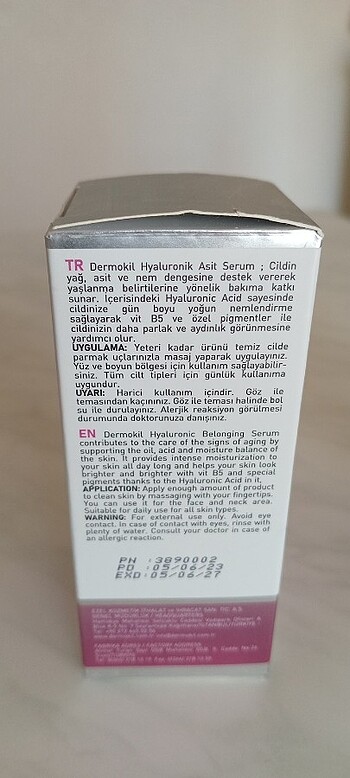 TR Dermokil Hyaluronik Asit Serum ; Cildin
yağ, asit ve nem dengesine destek vererek
yaşlanma belirtilerine yönelik bakıma katkı
sunar. İçerisindeki Hyaluronic Acid sayesinde
cildinize gün boyu yoğun nemlendirme
sağlayarak vit B5 ve özel pigmentler ile
cildinizin daha parlak ve aydınlık görünmesine
yardımcı olur.
UYGULAMA: Yeteri kadar ürünü temiz cilde
parmak uçlarınızla masaj yaparak uygulayınız.
Yüz ve boyun bölgesi için kullanım sağlayabilir-
siniz. Tüm cilt tipleri için günlük kullanıma
uygundur.
UYARI: Harici kullanım içindir. Göz ile
temasından kaçınınız. Göz ile teması halinde bol
su ile durulayınız. Alerjik reaksiyon görülmesi
durumunda doktorunuza danışınız.
EN Dermokil Hyaluronic Belonging Serum
contributes to the care of the signs of aging by
supporting the oil, acid and moisture balance of
the skin. It provides intense moisturization to
your skin all day long and helps your skin look
brighter and brighter with vit B5 and special
pigments thanks to the Hyaluronic Acid in it,
APPLICATION: Apply enough amount of product
to clean skin by massaging with your fingertips.
You can use it for the face and neck area.
Suitable for daily use for all skin types.
WARNING: For external use only. Avoid eye
contact. In case of contact with eyes, rinse with
plenty of water. Consult your doctor in case of
an allergic reaction.
PN :3890002
PD :05/06/23
EXD:05/06/27